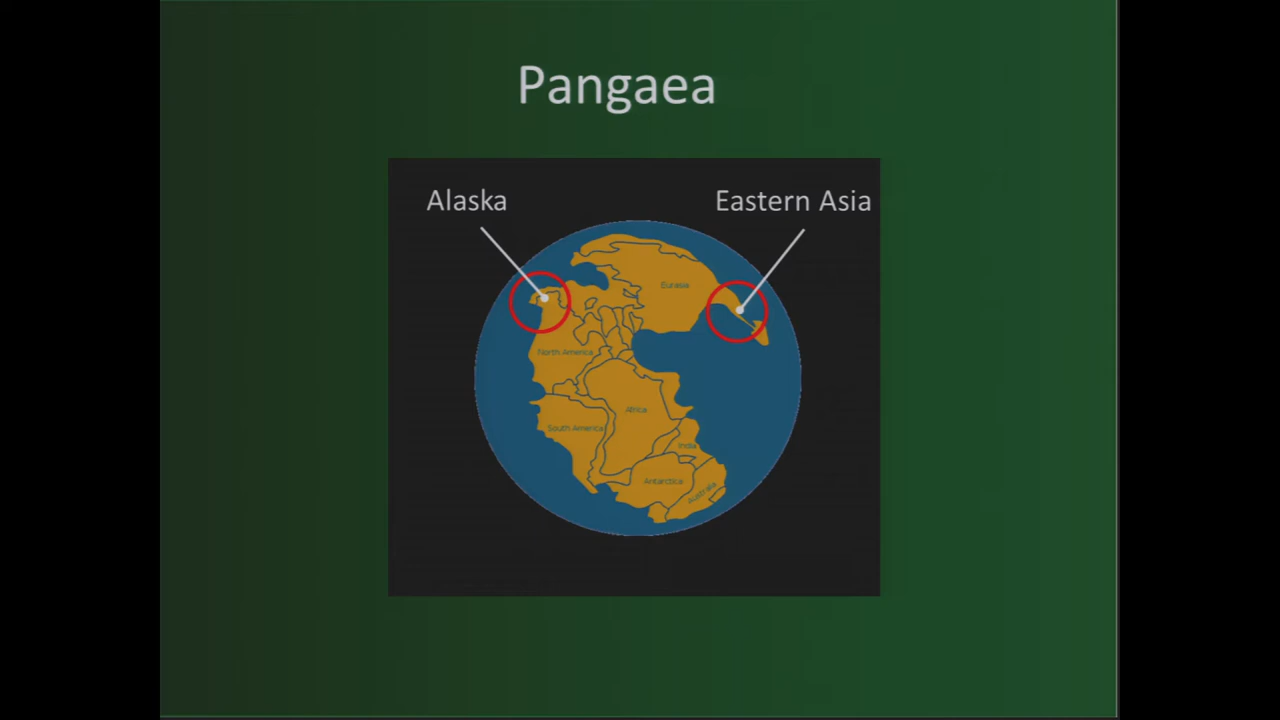 Pangaea
Alaska
Eastern Asia
Eurasia
North America
Africa
South America
India
Antarctica
Australia